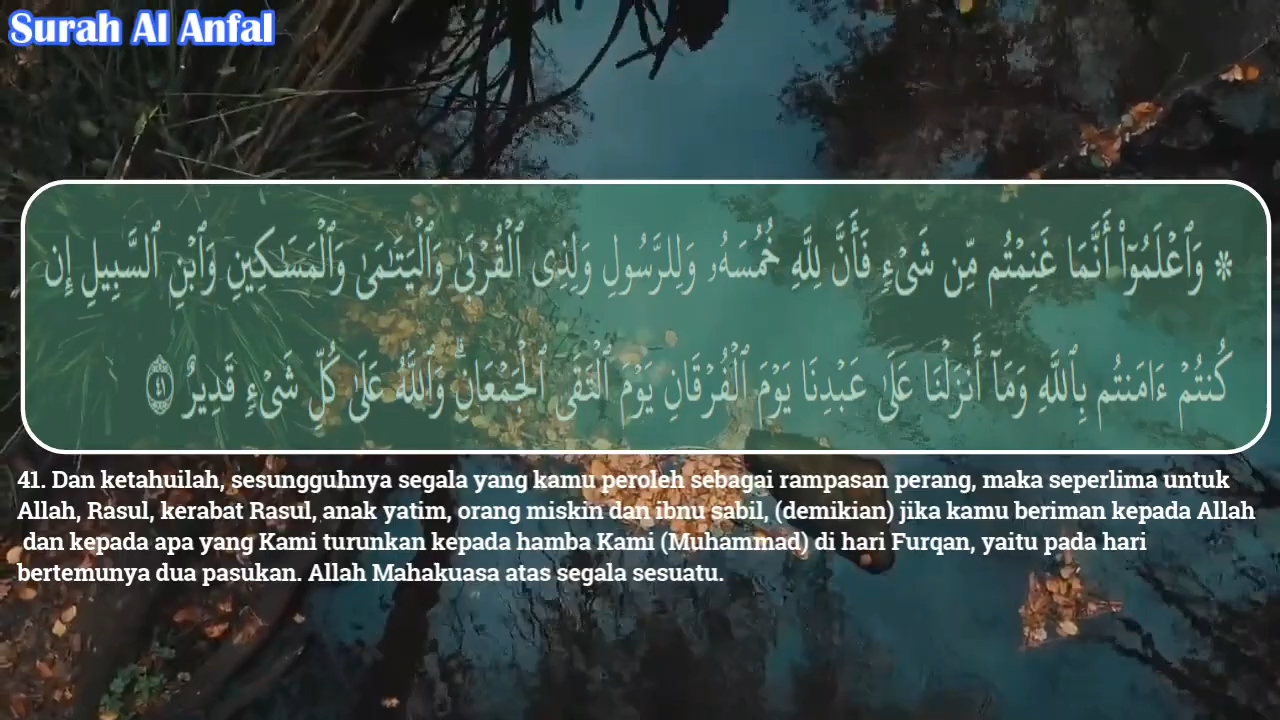 Surah Al Anfal
* وَٱعْلَمُوٓا۟ أَنَّمَا غَنِمْتُم مِّن شَىْءٍ فَأَنَّ لِلَّهِ خُمُسَهُۥ وَلِلرَّسُولِ وَلِذِى ٱلْقُرْبَىٰ وَٱلْيَتَٰمَىٰ وَٱلْمَسَٰكِينِ وَٱبْنِ ٱلسَّبِيلِ إِن
كُنتُمْ ءَامَنتُم بِٱللَّهِ وَمَآ أَنزَلْنَا عَلَىٰ عَبْدِنَا يَوْمَ ٱلْفُرْقَانِ يَوْمَ ٱلْتَقَى ٱلْجَمْعَانِ ۗ وَٱللَّهُ عَلَىٰ كُلِّ شَىْءٍ قَدِيرٌ ٤١
41. Dan ketahuilah, sesungguhnya segala yang kamu peroleh sebagai rampasan perang, maka seperlima untuk
Allah, Rasul, kerabat Rasul, anak yatim, orang miskin dan ibnu sabil, (demikian) jika kamu beriman kepada Allah
dan kepada apa yang Kami turunkan kepada hamba Kami (Muhammad) di hari Furqan, yaitu pada hari
bertemunya dua pasukan. Allah Mahakuasa atas segala sesuatu.